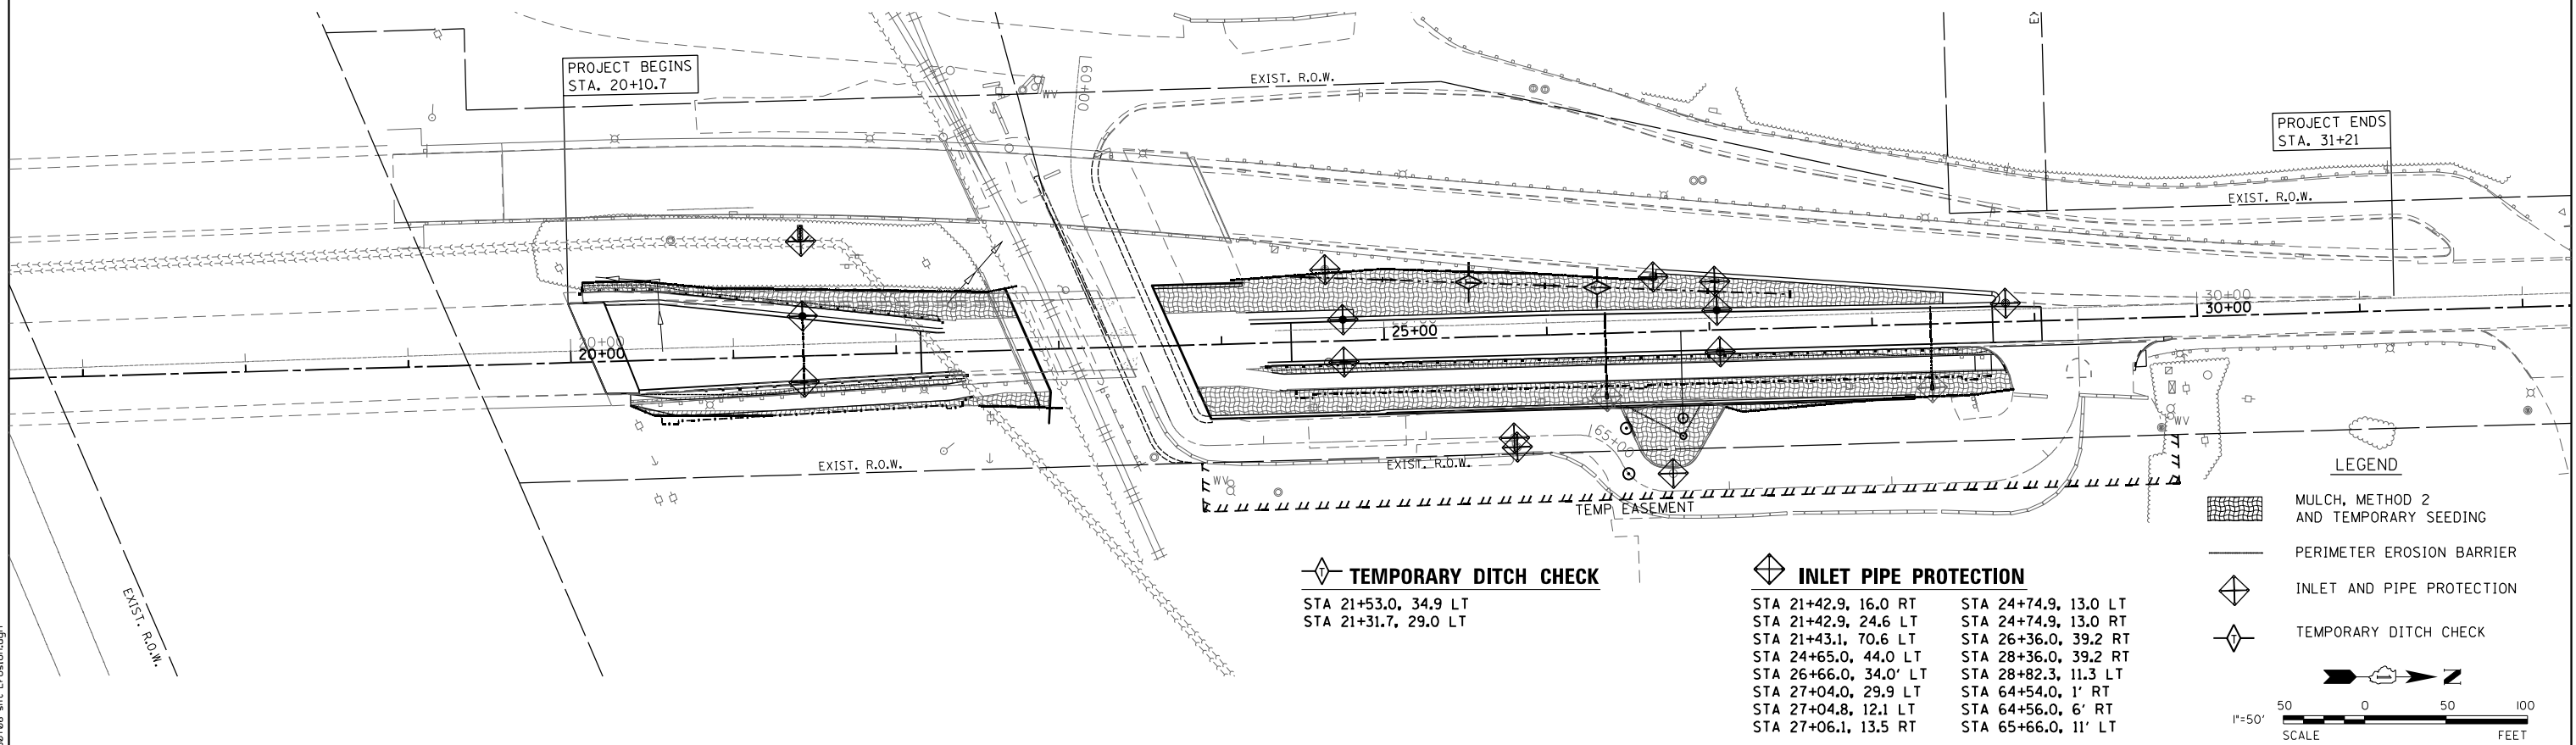 PROJECT BEGINS
STA. 20+10.7
EXIST. R.O.W.
60+00
WV
PROJECT ENDS
STA. 31+21
EXIST. R.O.W.
20+00
20+00
25+00
30+00
30+00
EXIST. R.O.W.
EXIST. R.O.W.
EXIST. R.O.W.
65+00
WV
WV
TEMP EASEMENT
TEMPORARY DITCH CHECK
STA 21+53.0, 34.9 LT
STA 21+31.7, 29.0 LT
INLET PIPE PROTECTION
STA 21+42.9, 16.0 RT
STA 21+42.9, 24.6 LT
STA 21+43.1, 70.6 LT
STA 24+65.0, 44.0 LT
STA 26+66.0, 34.0' LT
STA 27+04.0, 29.9 LT
STA 27+04.8, 12.1 LT
STA 27+06.1, 13.5 RT
STA 24+74.9, 13.0 LT
STA 24+74.9, 13.0 RT
STA 26+36.0, 39.2 RT
STA 28+36.0, 39.2 RT
STA 28+82.3, 11.3 LT
STA 64+54.0, 1' RT
STA 64+56.0, 6' RT
STA 65+66.0, 11' LT
LEGEND
MULCH, METHOD 2
AND TEMPORARY SEEDING
PERIMETER EROSION BARRIER
INLET AND PIPE PROTECTION
T
TEMPORARY DITCH CHECK
N
1"=50'
50 0 50 100
SCALE FEET